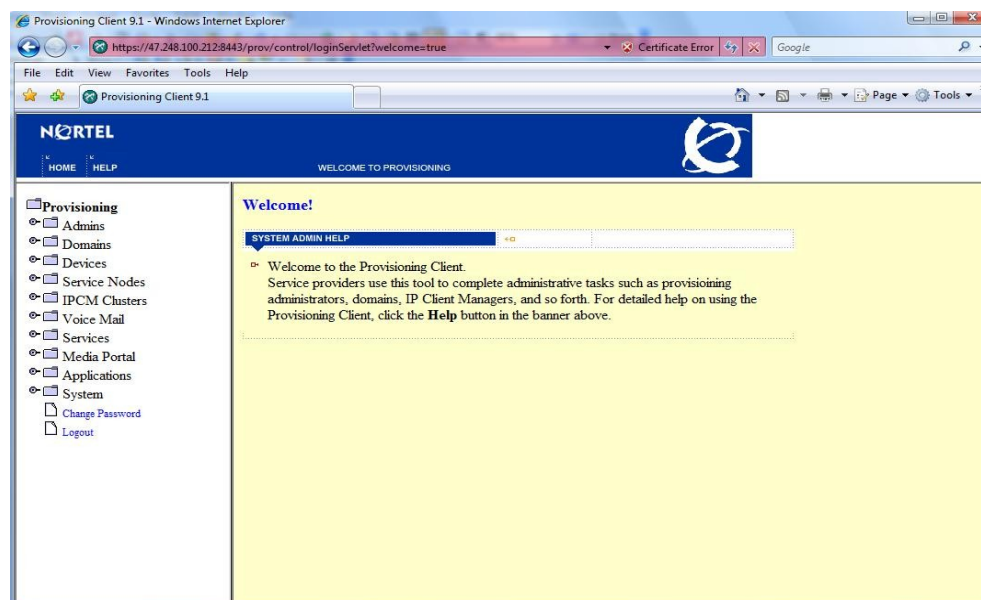 Provisioning Client 9.1 - Windows Internet Explorer
https://47.248.100.212:8443/prov/control/loginServlet?welcome=true
Certificate Error
Google
File Edit View Favorites Tools Help
Provisioning Client 9.1
Page Tools
NORTEL
HOME HELP
WELCOME TO PROVISIONING
Provisioning
Admins
Domains
Devices
Service Nodes
IPCM Clusters
Voice Mail
Services
Media Portal
Applications
System
Change Password
Logout
Welcome!
SYSTEM ADMIN HELP
Welcome to the Provisioning Client.
Service providers use this tool to complete administrative tasks such as provisioining
administrators, domains, IP Client Managers, and so forth. For detailed help on using the
Provisioning Client, click the Help button in the banner above.